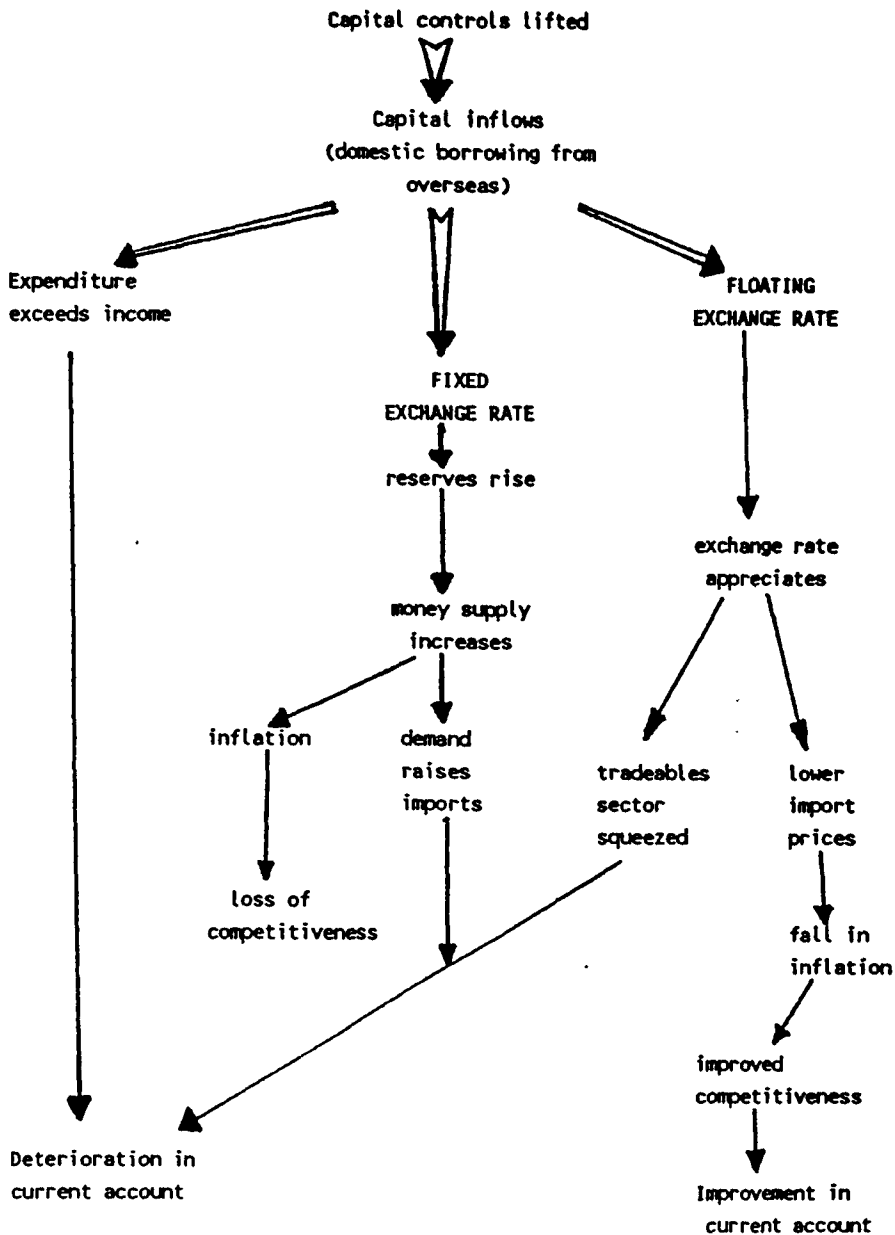 Capital controls lifted
Capital inflows
(domestic borrowing from
overseas)
Expenditure
exceeds income
FLOATING
EXCHANGE RATE
FIXED
EXCHANGE RATE
reserves rise
exchange rate
appreciates
money supply
increases
inflation
demand
raises
imports
tradeables
sector
squeezed
lower
import
prices
loss of
competitiveness
fall in
inflation
improved
competitiveness
Deterioration in
current account
Improvement in
current account